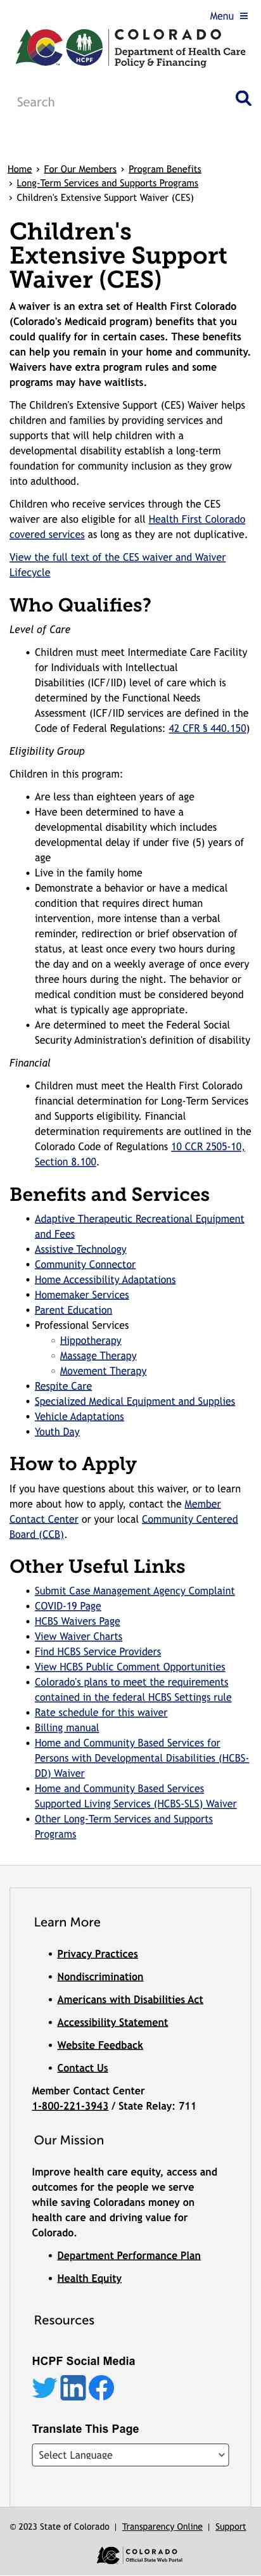 Menu
COLORADO
Department of Health Care
Policy & Financing
HCPF
Search
Home > For Our Members > Program Benefits
> Long-Term Services and Supports Programs
> Children's Extensive Support Waiver (CES)
Children's
Extensive Support
Waiver (CES)
A waiver is an extra set of Health First Colorado
(Colorado's Medicaid program) benefits that you
could qualify for in certain cases. These benefits
can help you remain in your home and community.
Waivers have extra program rules and some
programs may have waitlists.
The Children's Extensive Support (CES) Waiver helps
children and families by providing services and
supports that will help children with a
developmental disability establish a long-term
foundation for community inclusion as they grow
into adulthood.
Children who receive services through the CES
waiver are also eligible for all Health First Colorado
covered services as long as they are not duplicative.
View the full text of the CES waiver and Waiver
Lifecycle
Who Qualifies?
Level of Care
• Children must meet Intermediate Care Facility
for Individuals with Intellectual
Disabilities (ICF/IID) level of care which is
determined by the Functional Needs
Assessment (ICF/IID services are defined in the
Code of Federal Regulations: 42 CFR § 440.150)
Eligibility Group
Children in this program:
• Are less than eighteen years of age
• Have been determined to have a
developmental disability which includes
developmental delay if under five (5) years of
age
• Live in the family home
• Demonstrate a behavior or have a medical
condition that requires direct human
intervention, more intense than a verbal
reminder, redirection or brief observation of
status, at least once every two hours during
the day and on a weekly average of once every
three hours during the night. The behavior or
medical condition must be considered beyond
what is typically age appropriate.
• Are determined to meet the Federal Social
Security Administration's definition of disability
Financial
• Children must meet the Health First Colorado
financial determination for Long-Term Services
and Supports eligibility. Financial
determination requirements are outlined in the
Colorado Code of Regulations 10 CCR 2505-10,
Section 8.100.
Benefits and Services
• Adaptive Therapeutic Recreational Equipment
and Fees
• Assistive Technology
• Community Connector
• Home Accessibility Adaptations
• Homemaker Services
• Parent Education
• Professional Services
◦ Hippotherapy
◦ Massage Therapy
◦ Movement Therapy
• Respite Care
• Specialized Medical Equipment and Supplies
• Vehicle Adaptations
• Youth Day
How to Apply
If you have questions about this waiver, or to learn
more about how to apply, contact the Member
Contact Center or your local Community Centered
Board (CCB).
Other Useful Links
• Submit Case Management Agency Complaint
• COVID-19 Page
• HCBS Waivers Page
• View Waiver Charts
• Find HCBS Service Providers
• View HCBS Public Comment Opportunities
• Colorado's plans to meet the requirements
contained in the federal HCBS Settings rule
• Rate schedule for this waiver
• Billing manual
• Home and Community Based Services for
Persons with Developmental Disabilities (HCBS-
DD) Waiver
• Home and Community Based Services
Supported Living Services (HCBS-SLS) Waiver
• Other Long-Term Services and Supports
Programs
Learn More
• Privacy Practices
• Nondiscrimination
• Americans with Disabilities Act
• Accessibility Statement
• Website Feedback
• Contact Us
Member Contact Center
1-800-221-3943 / State Relay: 711
Our Mission
Improve health care equity, access and
outcomes for the people we serve
while saving Coloradans money on
health care and driving value for
Colorado.
• Department Performance Plan
• Health Equity
Resources
HCPF Social Media
Translate This Page
Select Language
© 2023 State of Colorado | Transparency Online | Support
COLORADO
Official State Web Portal